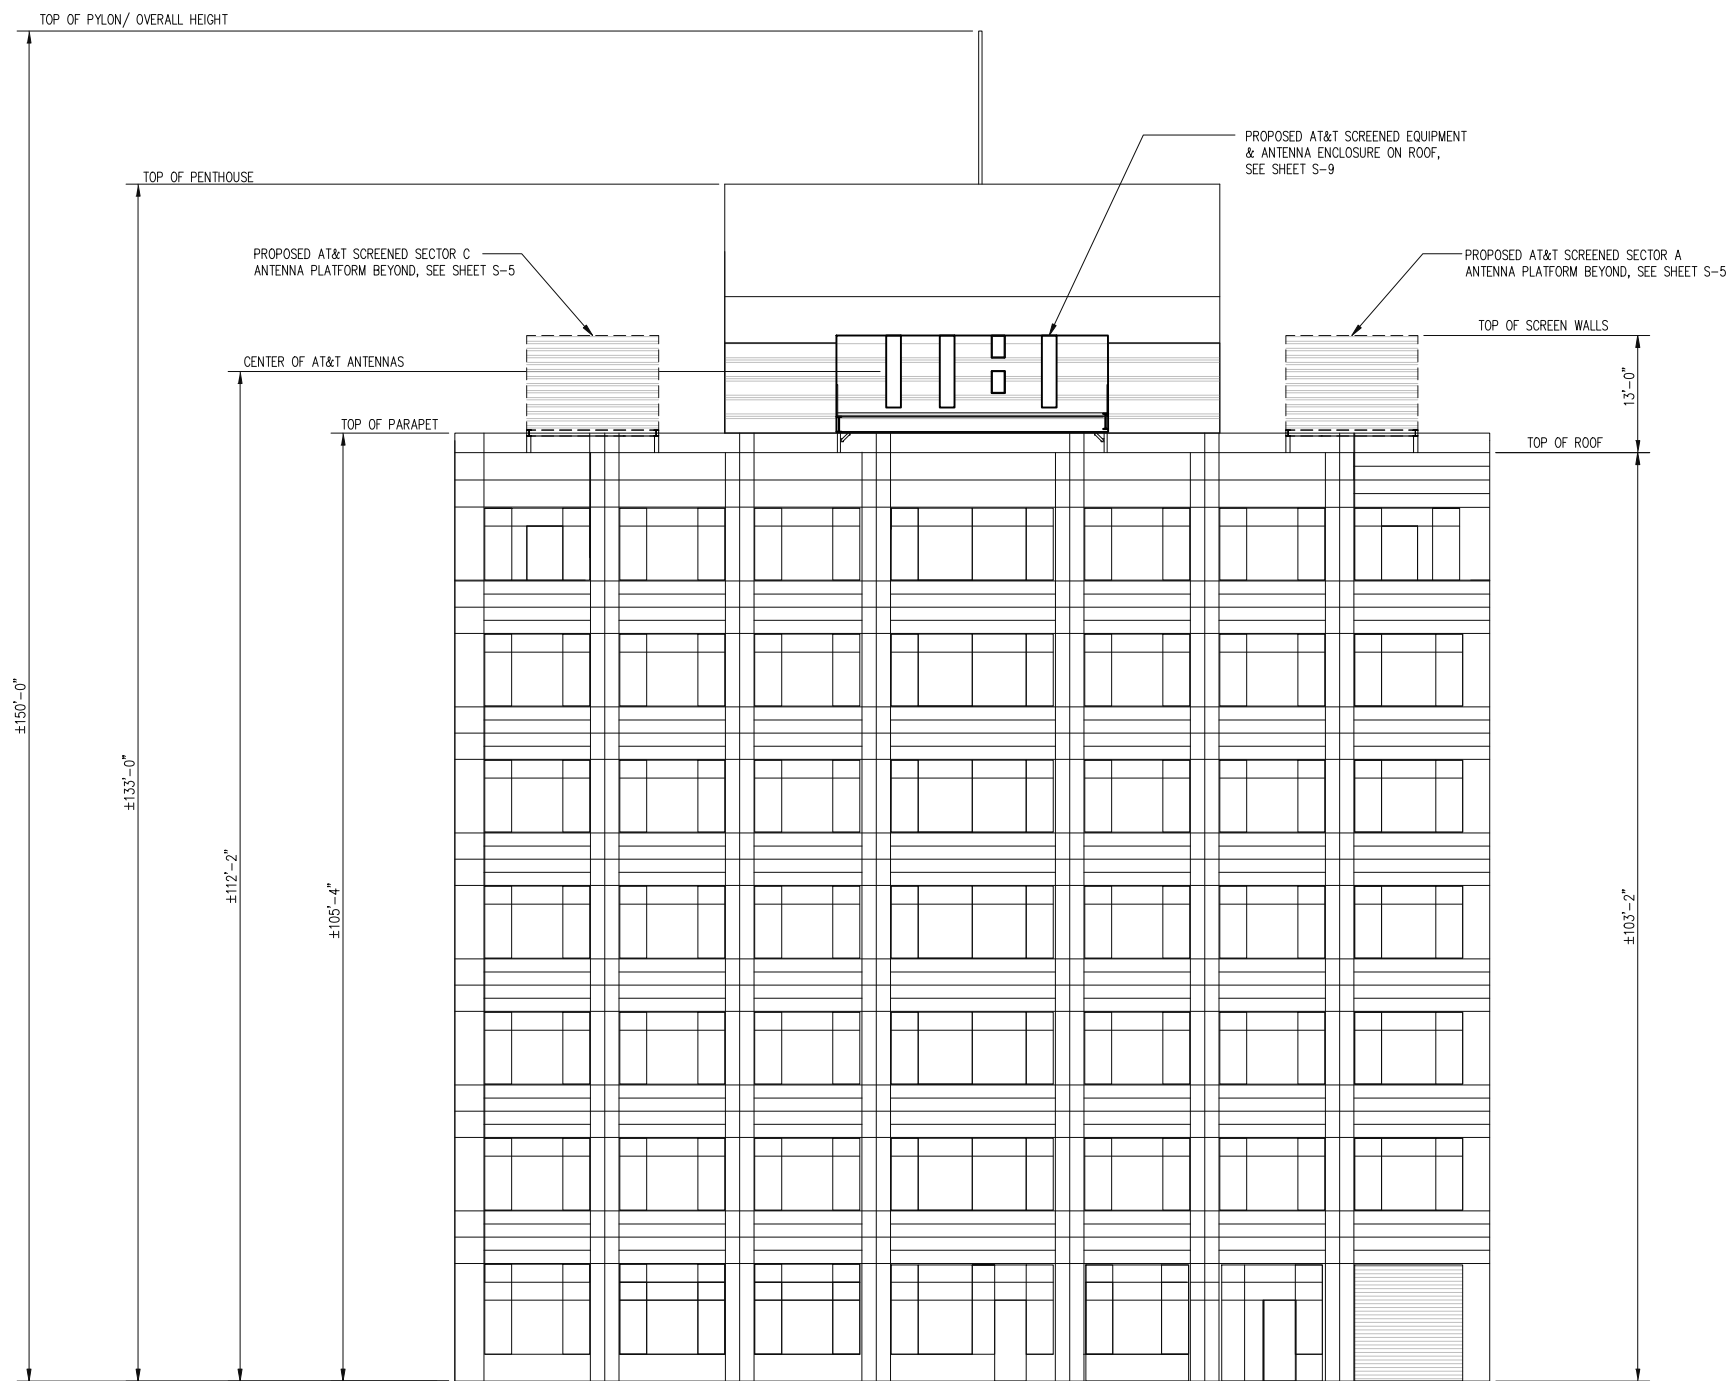 TOP OF PYLON/ OVERALL HEIGHT
PROPOSED AT&T SCREENED EQUIPMENT
& ANTENNA ENCLOSURE ON ROOF,
SEE SHEET S-9
TOP OF PENTHOUSE
PROPOSED AT&T SCREENED SECTOR C
ANTENNA PLATFORM BEYOND, SEE SHEET S-5
PROPOSED AT&T SCREENED SECTOR A
ANTENNA PLATFORM BEYOND, SEE SHEET S-5
TOP OF SCREEN WALLS
CENTER OF AT&T ANTENNAS
13'-0"
TOP OF PARAPET
TOP OF ROOF
±150'-0"
±133'-0"
±112'-2"
±105'-4"
±103'-2"